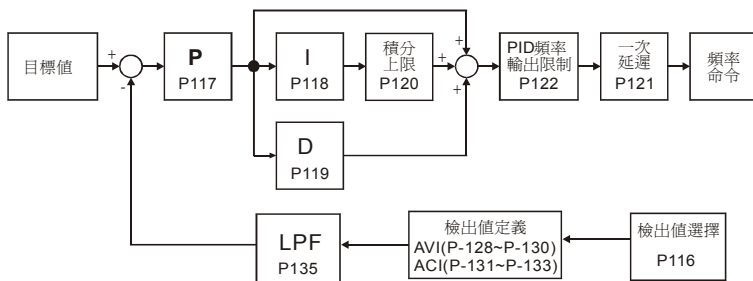 目標值
+
-
P
P117
I
P118
積分
上限
P120
D
P119
+
+
+
PID頻率
輸出限制
P122
一次
延遲
P121
頻率
命令
LPF
P135
檢出值定義
AVI(P-128~P-130)
ACI(P-131~P-133)
檢出值選擇
P116